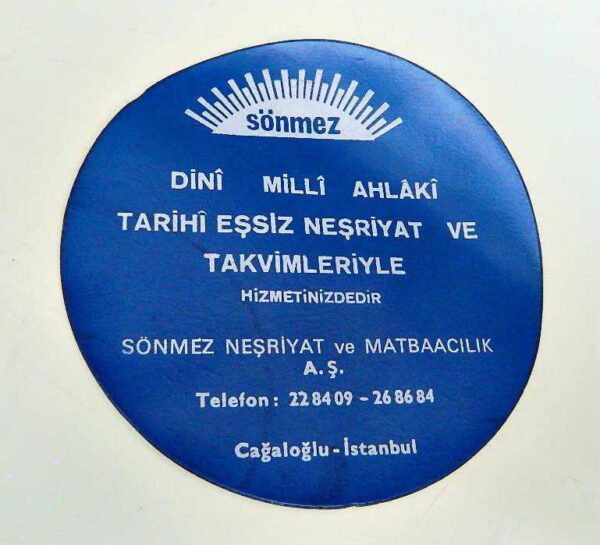 sönmez
DİNÎ MİLLÎ AHLÂKÎ
TARİHÎ EŞSİZ NEŞRİYAT VE
TAKVİMLERİYLE
HİZMETİNİZDEDİR
SÖNMEZ NEŞRİYAT ve MATBAACILIK
A.Ş.
Telefon: 22 84 09 - 26 86 84
Cağaloğlu - İstanbul